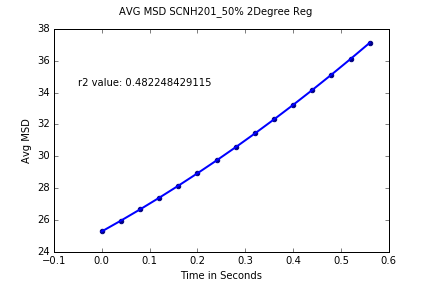 AVG MSD SCNH201_50% 2Degree Reg
38
36
34
32
30
28
26
24
r2 value: 0.482248429115
Avg MSD
−0.1 0.0 0.1 0.2 0.3 0.4 0.5 0.6
Time in Seconds